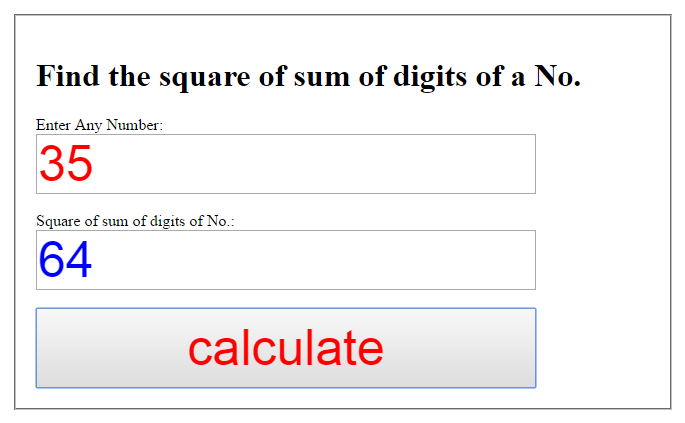 Find the square of sum of digits of a No.
Enter Any Number:
35
Square of sum of digits of No.:
64
calculate